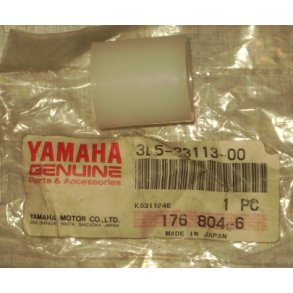 YAMAHA
GENUINE
Parts & Accessories
3L5-23113-00
K931124E
1 PC
YAMAHA MOTOR CO., LTD.
176 804-6
MADE IN JAPAN